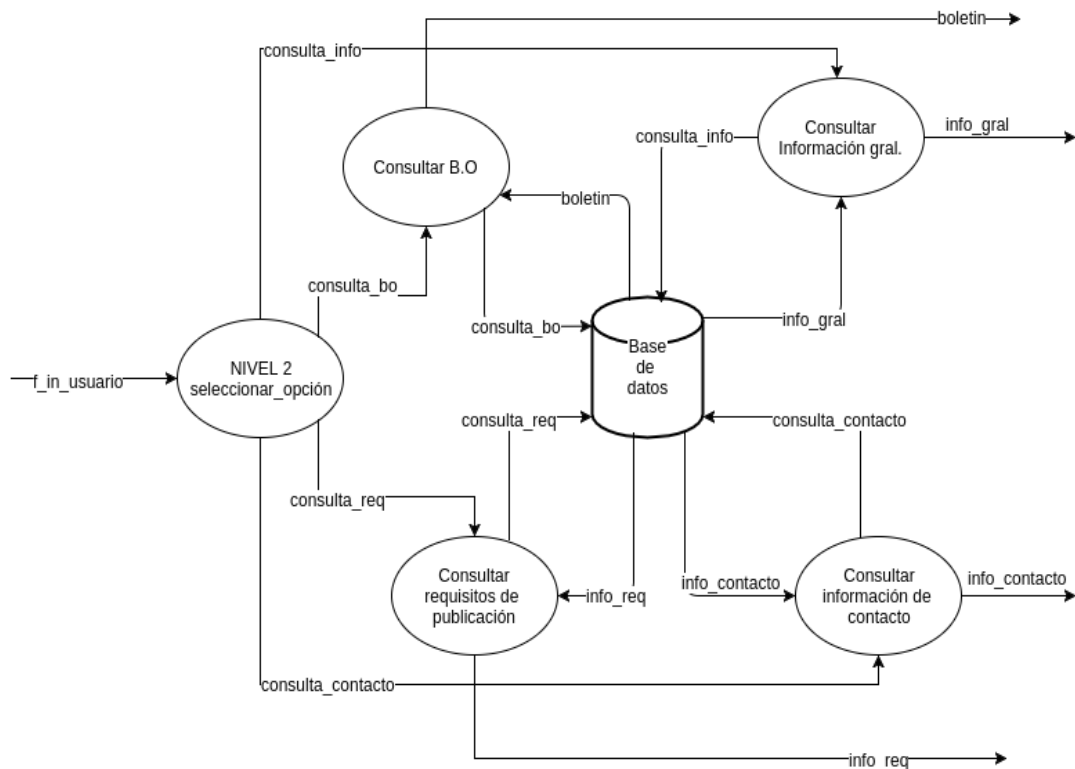 boletin
consulta_info
Consultar
Información gral.
info_gral
consulta_info
Consultar B.O
boletin
consulta_bo
consulta_bo
info_gral
Base
de
datos
NIVEL 2
seleccionar_opción
f_in_usuario
consulta_req
consulta_contacto
consulta_req
Consultar
requisitos de
publicación
info_req
info_contacto
Consultar
información de
contacto
info_contacto
consulta_contacto
info_req